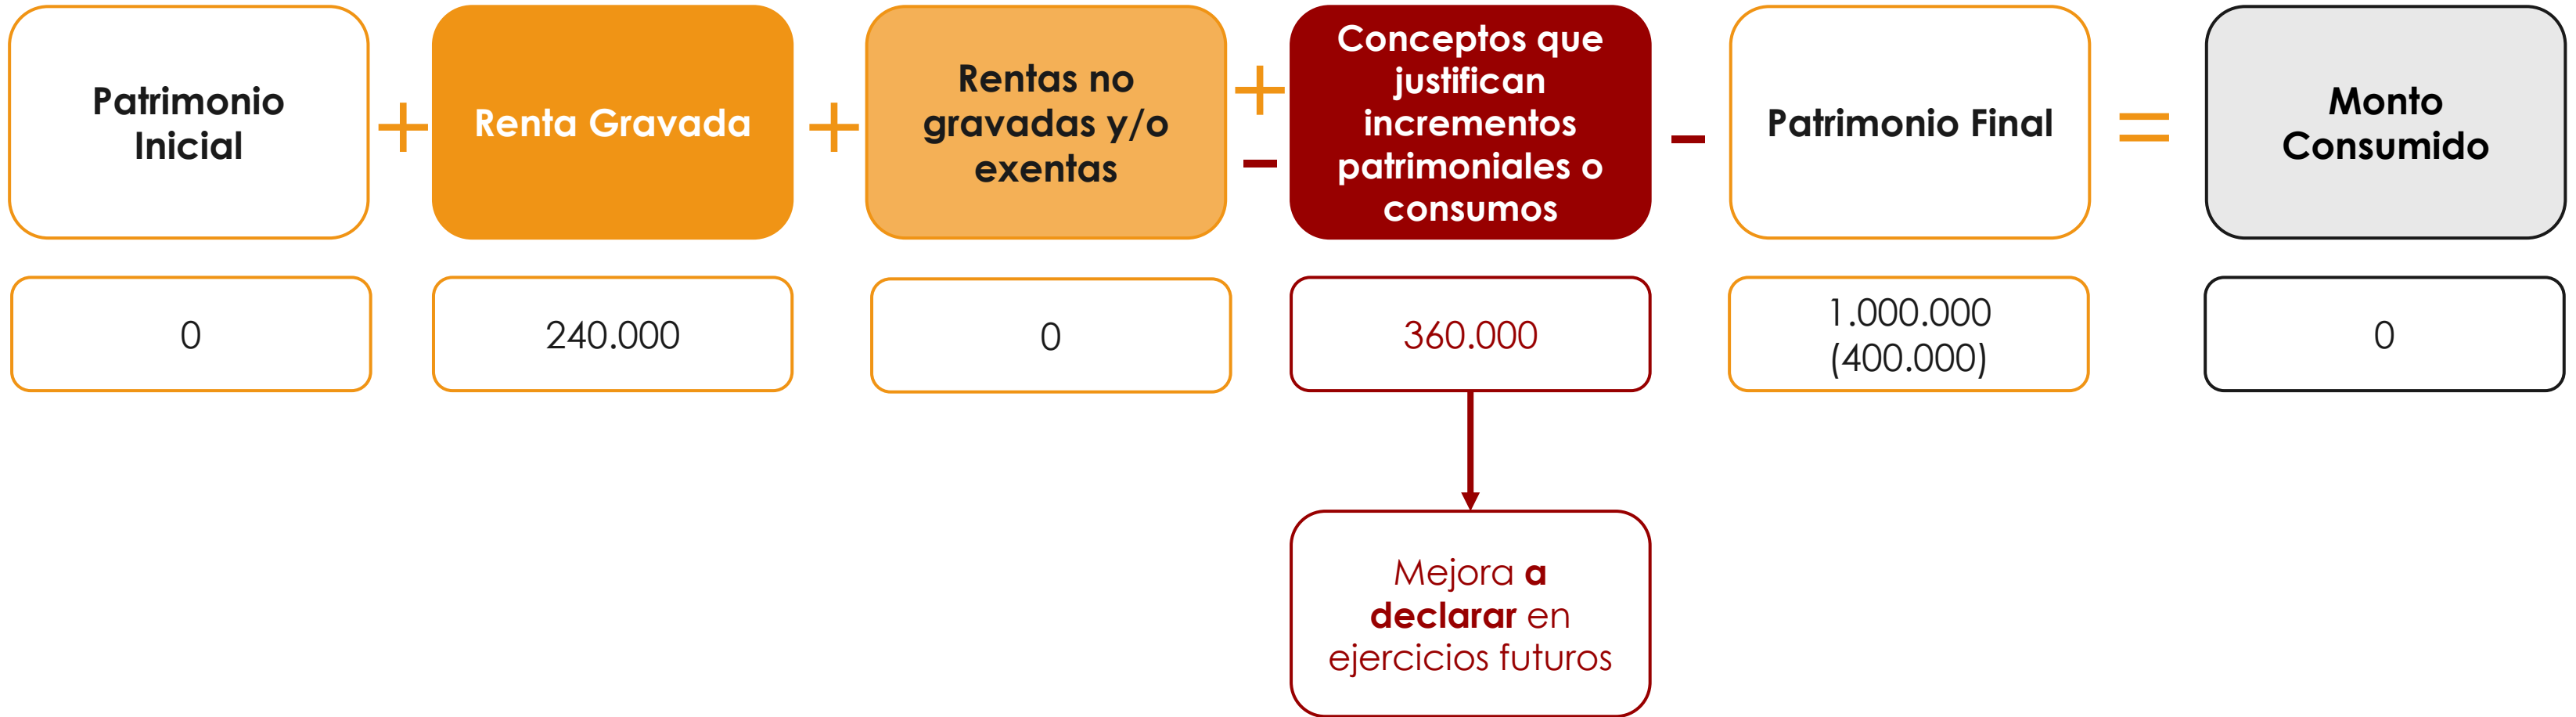 Patrimonio
Inicial
+
Renta Gravada
+
Rentas no
gravadas y/o
exentas
+
-
Conceptos que
justifican
incrementos
patrimoniales o
consumos
-
Patrimonio Final
=
Monto
Consumido
0
240.000
0
360.000
1.000.000
(400.000)
0
Mejora a
declarar en
ejercicios futuros